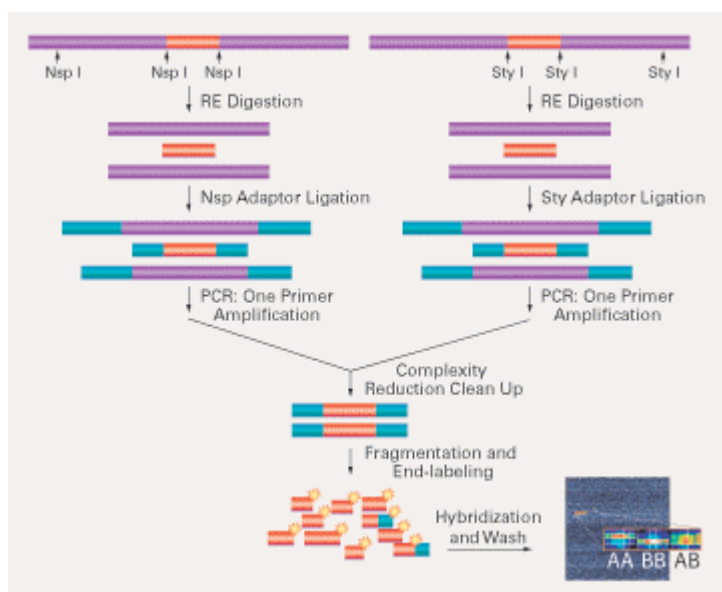 Nsp I Nsp I Nsp I
Sty I Sty I Sty I
RE Digestion
RE Digestion
Nsp Adaptor Ligation
Sty Adaptor Ligation
PCR: One Primer
Amplification
PCR: One Primer
Amplification
Complexity
Reduction Clean Up
Fragmentation and
End-labeling
Hybridization
and Wash
AA BB AB